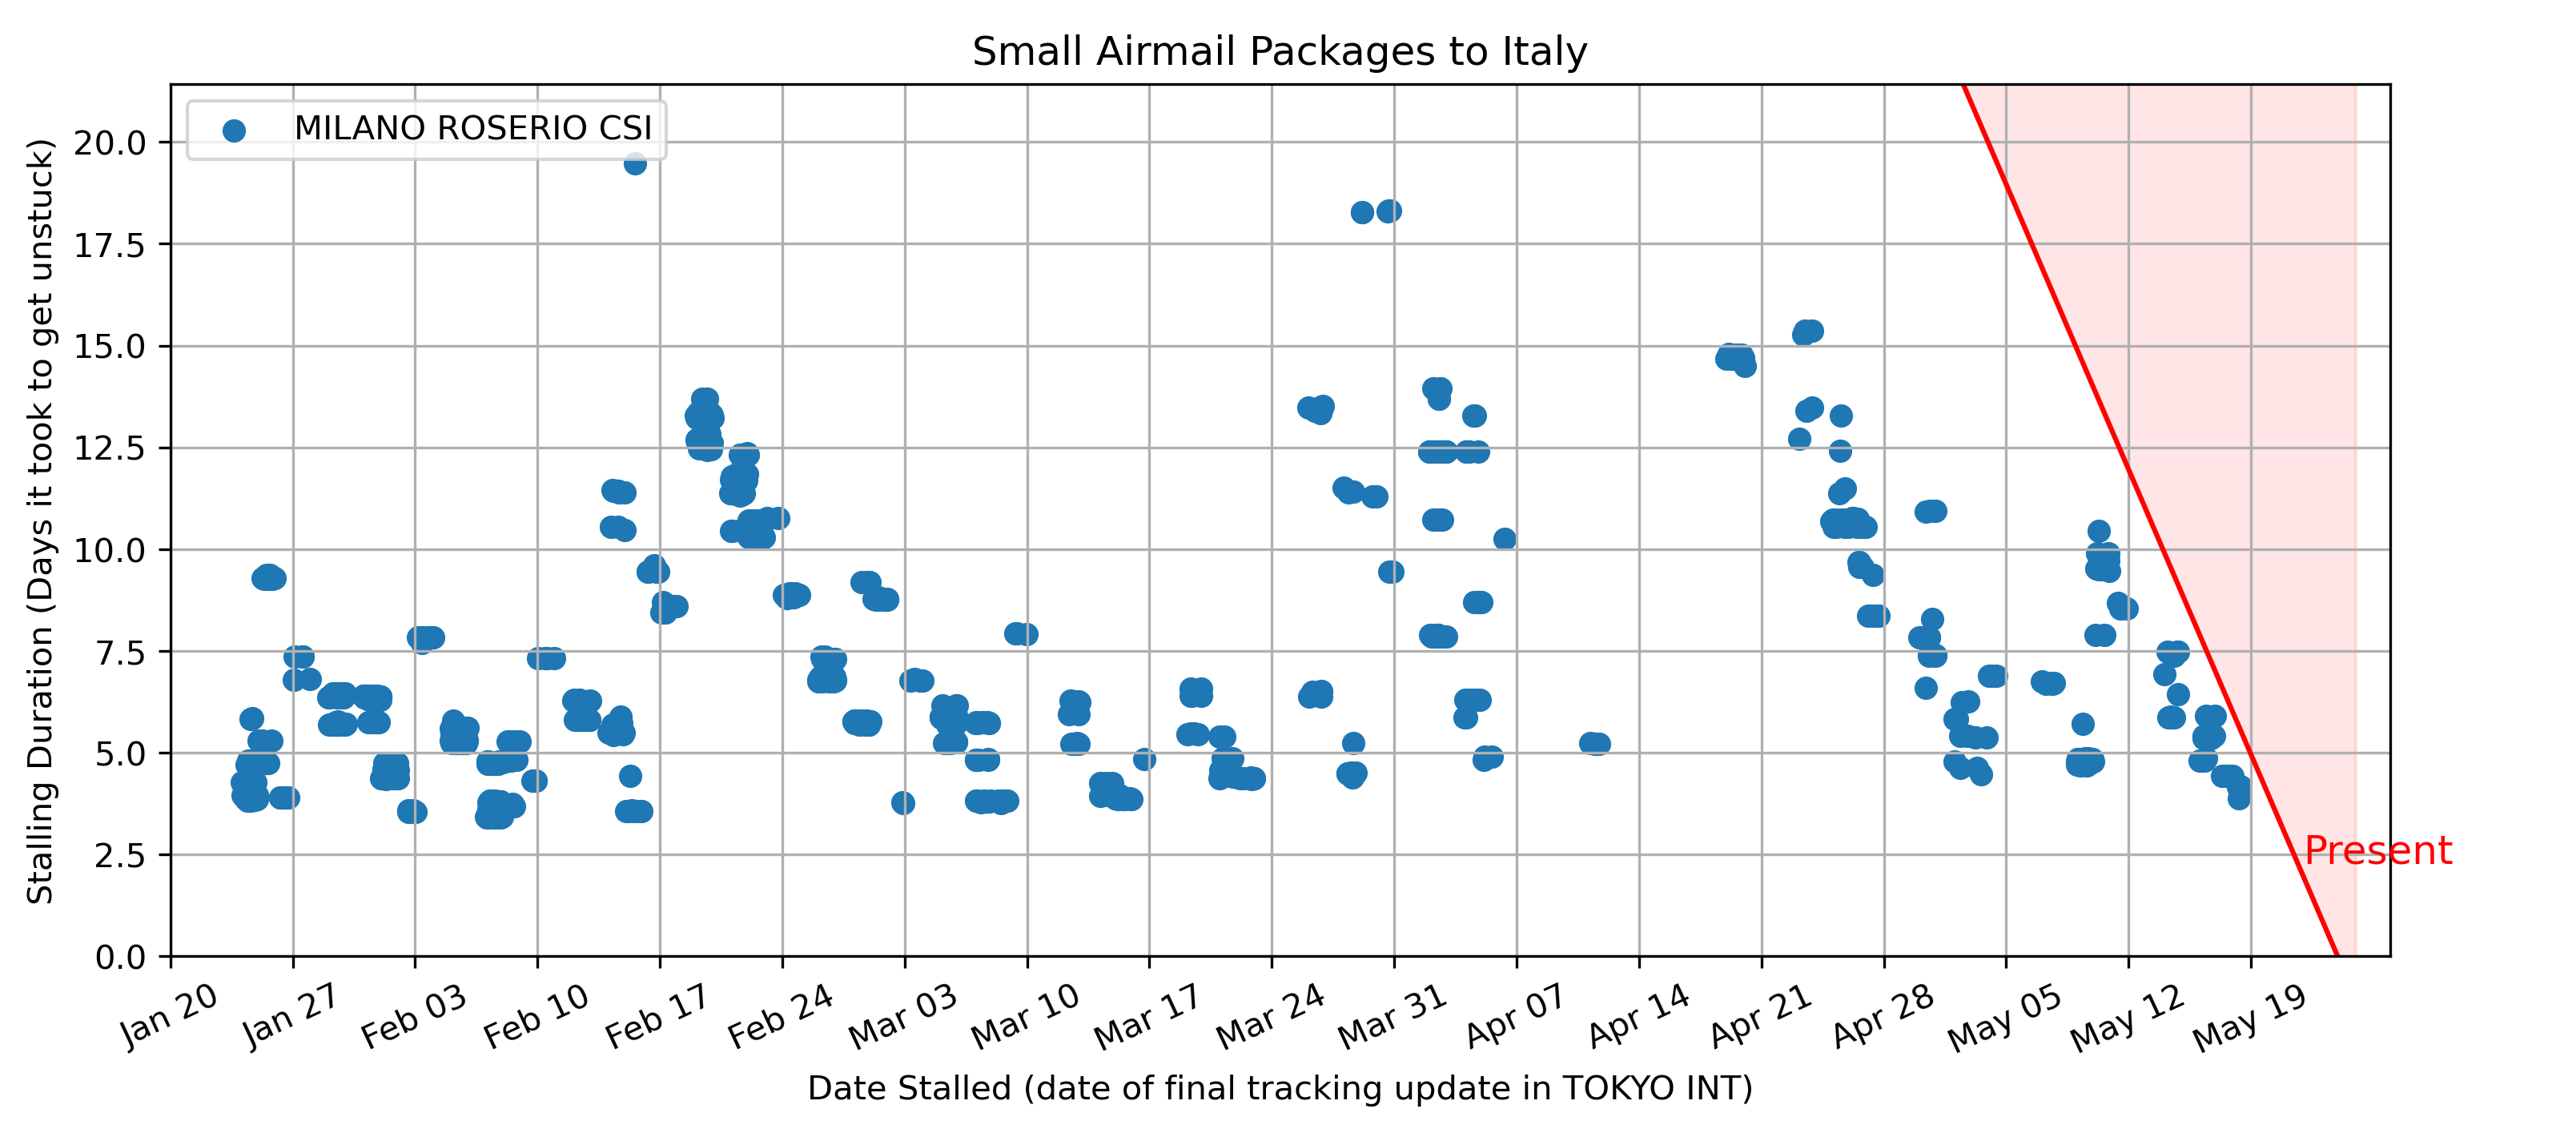 Small Airmail Packages to Italy
MILANO ROSERIO CSI
Stalling Duration (Days it took to get unstuck)
20.0
17.5
15.0
12.5
10.0
7.5
5.0
2.5
0.0
Present
Jan 20
Jan 27
Feb 03
Feb 10
Feb 17
Feb 24
Mar 03
Mar 10
Mar 17
Mar 24
Mar 31
Apr 07
Apr 14
Apr 21
Apr 28
May 05
May 12
May 19
Date Stalled (date of final tracking update in TOKYO INT)